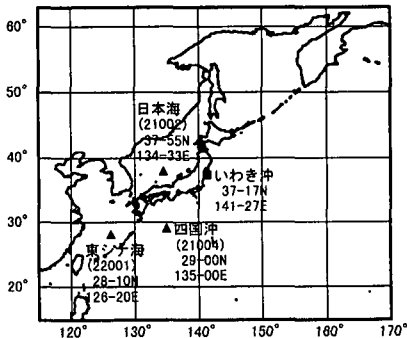 60°
50°
40°
30°
20°
日本海
(21002)
37-55N
134-33E
いわき沖
37-17N
141-27E
四国沖
(21004)
29-00N
135-00E
東シナ海
(22001)
28-10N
126-20E
120° 130° 140° 150° 160° 170°